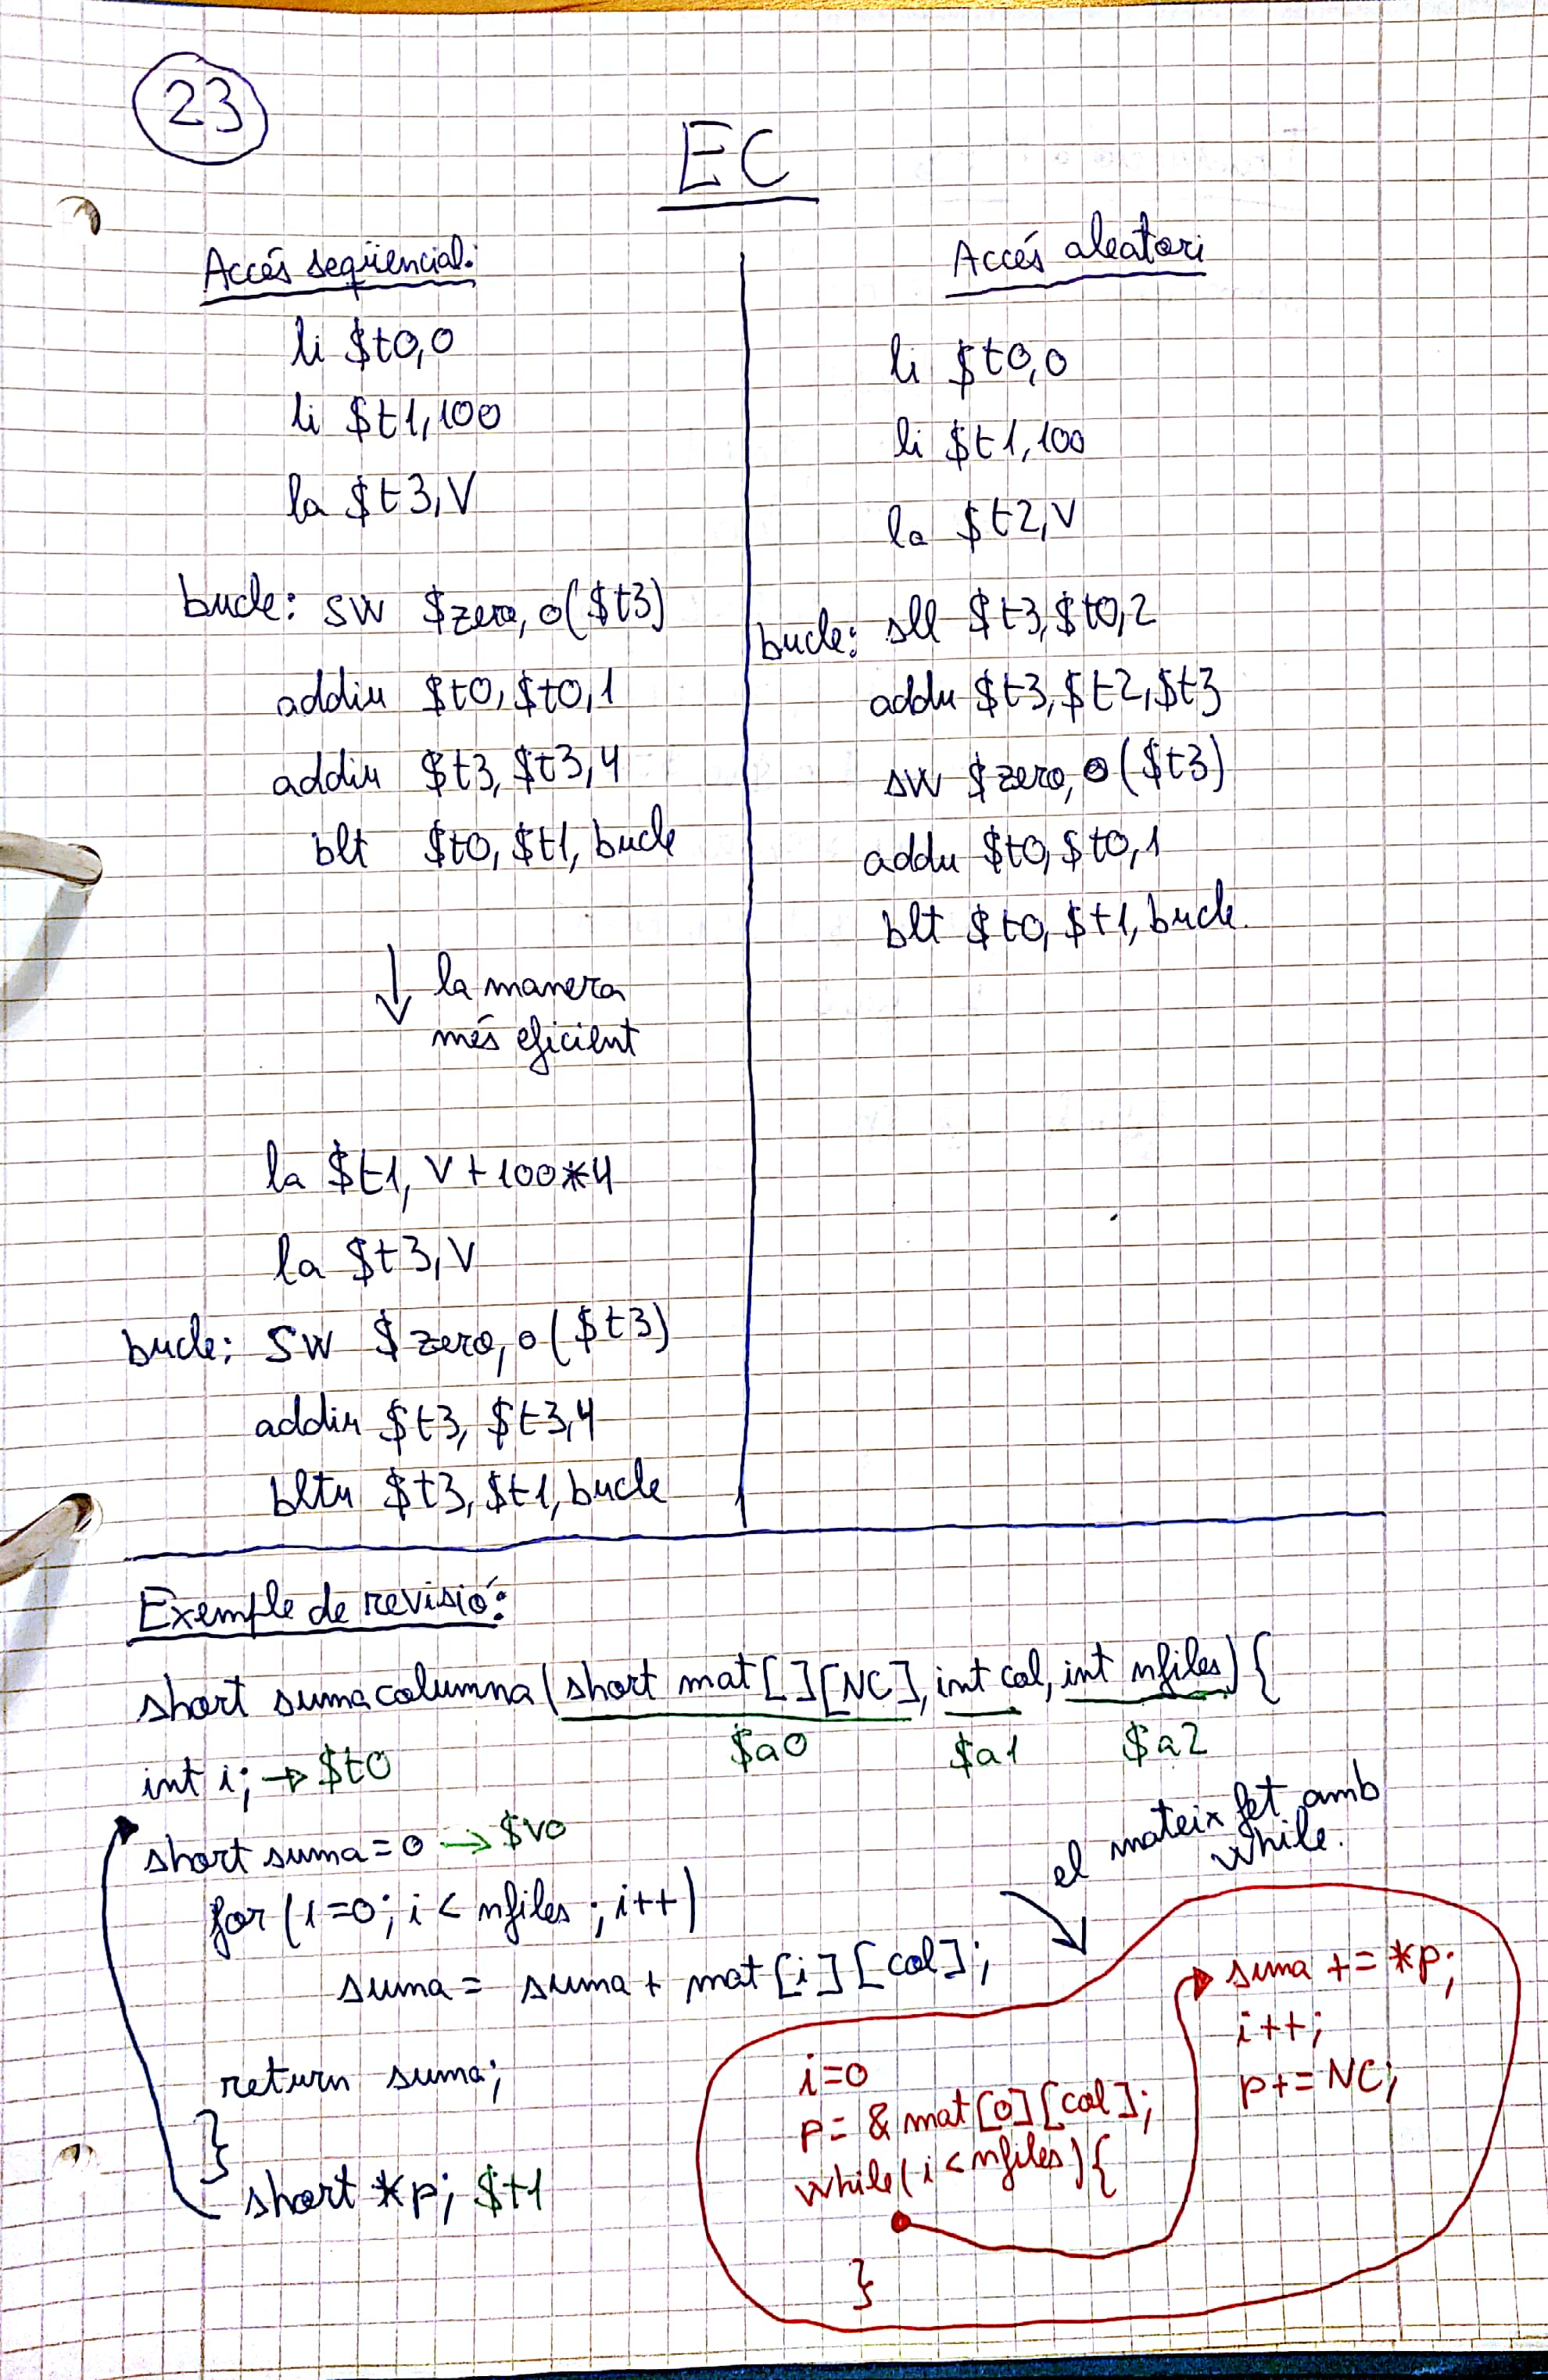 23
EC
Accés seqüencial:
li $t0,0
li $t1,100
la $t3,V
bucle: sw $zero, 0($t3)
addiu $t0, $t0,1
addiu $t3, $t3,4
blt $t0, $t1, bucle
la manera
més eficient
la $t1, V+100*4
la $t3,V
bucle: sw $zero, 0($t3)
addiu $t3, $t3,4
bltu $t3, $t1, bucle
Accés aleatori
li $t0,0
li $t1,100
la $t2,V
bucle: sll $t3,$t0,2
addu $t3,$t2,$t3
sw $zero, 0($t3)
addu $t0,$t0,1
blt $t0, $t1, bucle.
Exemple de revisió:
short sumacolumna(short mat[][NC], int col, int nfiles){
$a0 $a1 $a2
int i; → $t0
short suma=0 → $v0
for (i=0; i < nfiles ; i++)
suma = suma + mat[i][col];
return suma;
}
short *p; $t1
el mateix fet amb
while.
i=0
p= & mat[0][col];
while(i<nfiles){
suma += *p;
i++;
p+= NC;
}